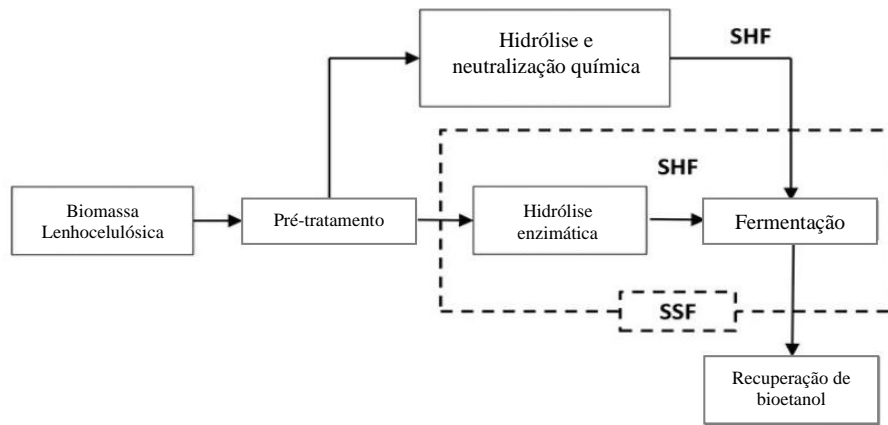 Hidrólise e
neutralização química
SHF
SHF
Biomassa
Lenhocelulósica
Pré-tratamento
Hidrólise
enzimática
Fermentação
SSF
Recuperação de
bioetanol